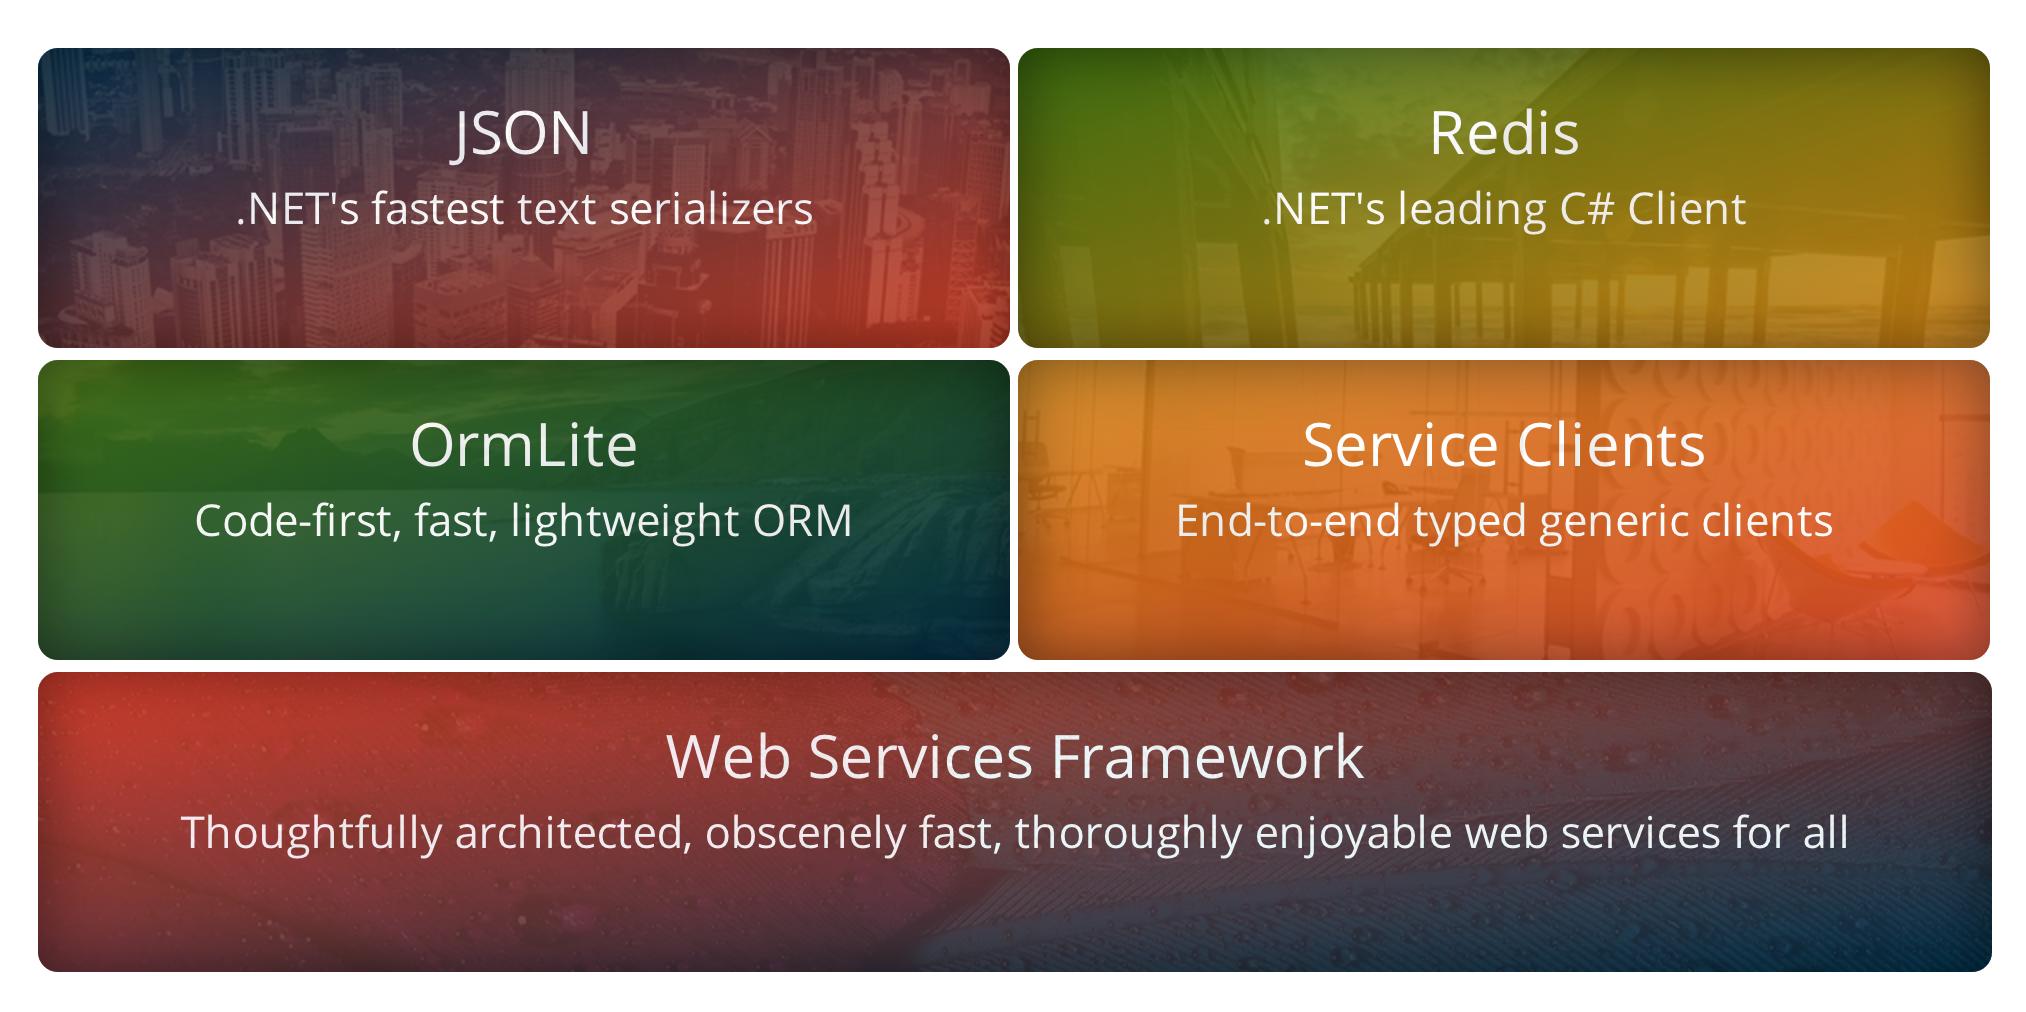 JSON
.NET's fastest text serializers
Redis
.NET's leading C# Client
OrmLite
Code-first, fast, lightweight ORM
Service Clients
End-to-end typed generic clients
Web Services Framework
Thoughtfully architected, obscenely fast, thoroughly enjoyable web services for all